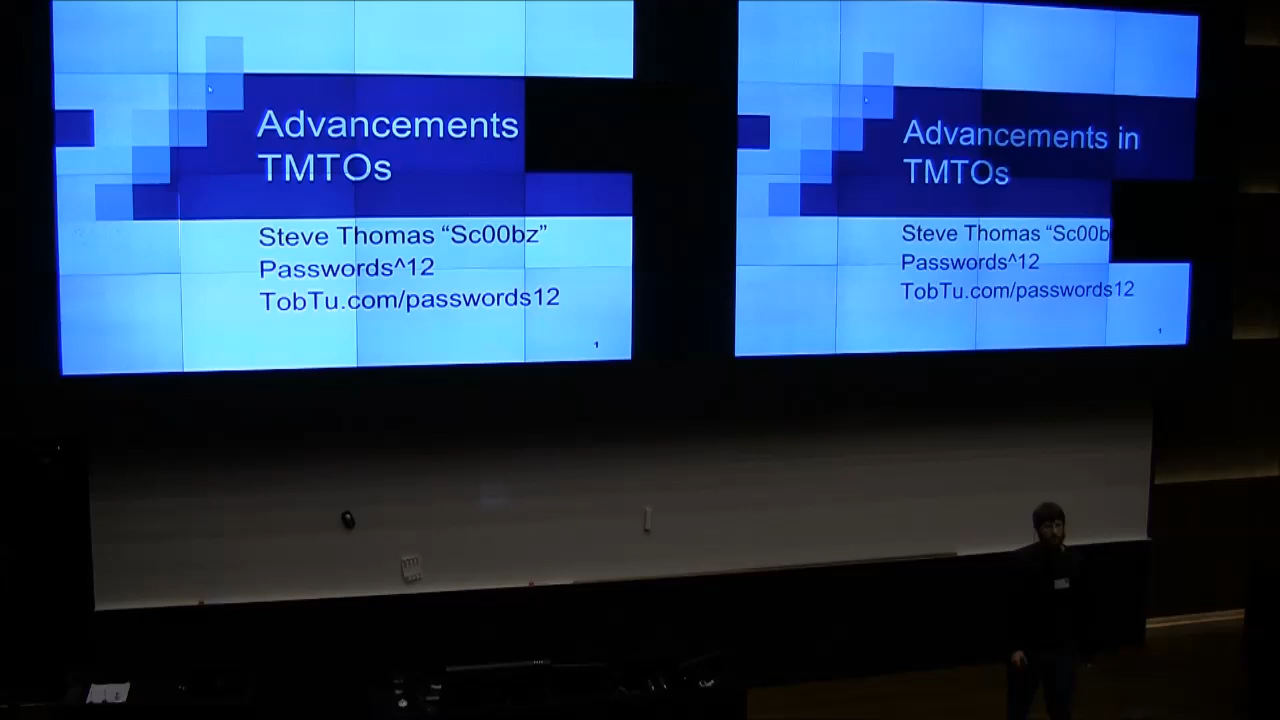 Advancements
TMTOs
Steve Thomas “Sc00bz”
Passwords^12
TobTu.com/passwords12
1
Advancements in
TMTOs
Steve Thomas “Sc00b
Passwords^12
TobTu.com/passwords12
1